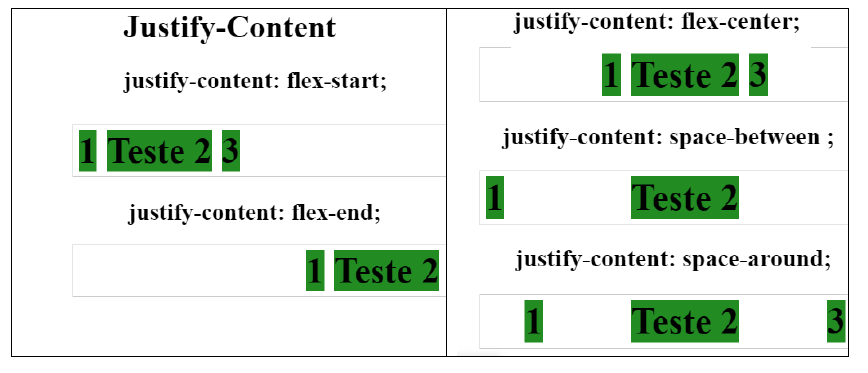 Justify-Content
justify-content: flex-start;
1 Teste 2 3
justify-content: flex-end;
1 Teste 2
justify-content: flex-center;
1 Teste 2 3
justify-content: space-between ;
1 Teste 2
justify-content: space-around;
1 Teste 2 3